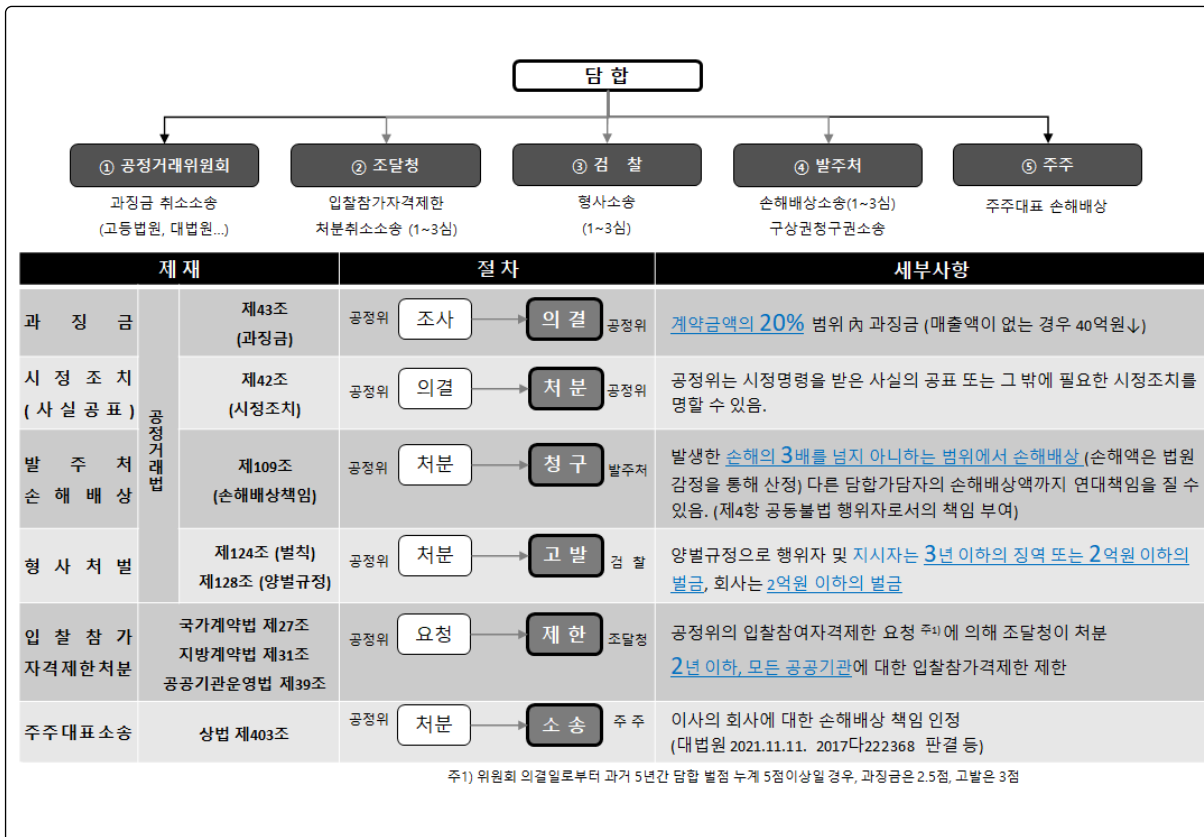 담 합
① 공정거래위원회
② 조달청
③ 검 찰
④ 발주처
⑤ 주주
과징금 취소소송
(고등법원, 대법원...)
입찰참가자격제한
처분취소소송 (1~3심)
형사소송
(1~3심)
손해배상소송(1~3심)
구상권청구권소송
주주대표 손해배상
제 재
절 차
세부사항
과 징 금
제43조
(과징금)
공정위
조사
의 결
공정위
계약금액의 20% 범위 內 과징금 (매출액이 없는 경우 40억원↓)
시 정 조 치
( 사 실 공 표 )
제42조
(시정조치)
공정위
의결
처 분
공정위
공정위는 시정명령을 받은 사실의 공표 또는 그 밖에 필요한 시정조치를
명할 수 있음.
공정거래법
발 주 처
손 해 배 상
제109조
(손해배상책임)
공정위
처분
청 구
발주처
발생한 손해의 3배를 넘지 아니하는 범위에서 손해배상 (손해액은 법원
감정을 통해 산정) 다른 담합가담자의 손해배상액까지 연대책임을 질 수
있음. (제4항 공동불법 행위자로서의 책임 부여)
형 사 처 벌
제124조 (벌칙)
제128조 (양벌규정)
공정위
처분
고 발
검 찰
양벌규정으로 행위자 및 지시자는 3년 이하의 징역 또는 2억원 이하의
벌금, 회사는 2억원 이하의 벌금
입 찰 참 가
자격제한처분
국가계약법 제27조
지방계약법 제31조
공공기관운영법 제39조
공정위
요청
제 한
조달청
공정위의 입찰참여자격제한 요청 주1) 에 의해 조달청이 처분
2년 이하, 모든 공공기관에 대한 입찰참가격제한 제한
주주대표소송
상법 제403조
공정위
처분
소 송
주 주
이사의 회사에 대한 손해배상 책임 인정
(대법원 2021.11.11. 2017다222368 판결 등)
주1) 위원회 의결일로부터 과거 5년간 담합 벌점 누계 5점이상일 경우, 과징금은 2.5점, 고발은 3점